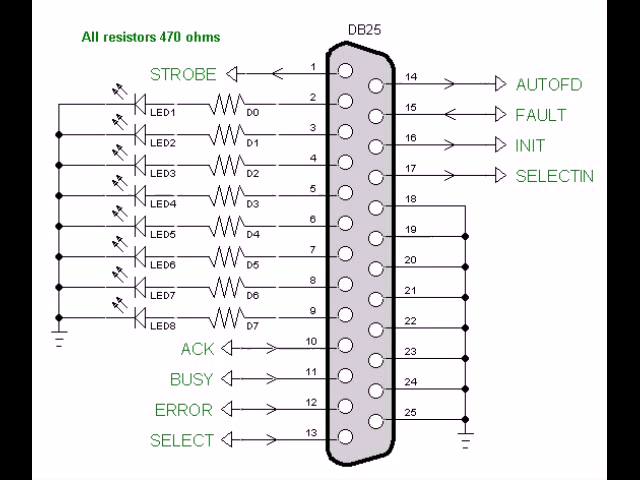 DB25
All resistors 470 ohms
STROBE 1
14 AUTOFD
LED1 D0 2
15 FAULT
LED2 D1 3
16 INIT
LED3 D2 4
17 SELECTIN
LED4 D3 5
18
LED5 D4 6
19
LED6 D5 7
20
LED7 D6 8
21
LED8 D7 9
22
ACK 10
23
BUSY 11
24
ERROR 12
25
SELECT 13